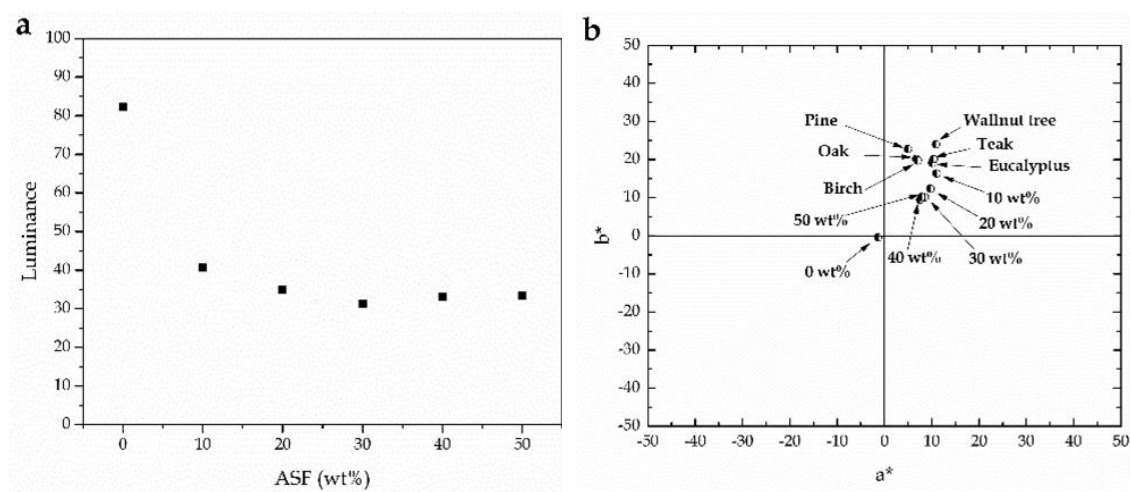 a
100
90
80
70
60
50
40
30
20
10
0
Luminance
0 10 20 30 40 50
ASF (wt%)
b
50
40
30
20
10
0
-10
-20
-30
-40
-50
b*
Pine
Wallnut tree
Oak
Teak
Eucalyptus
Birch
10 wt%
50 wt%
20 wt%
40 wt%
30 wt%
0 wt%
-50 -40 -30 -20 -10 0 10 20 30 40 50
a*